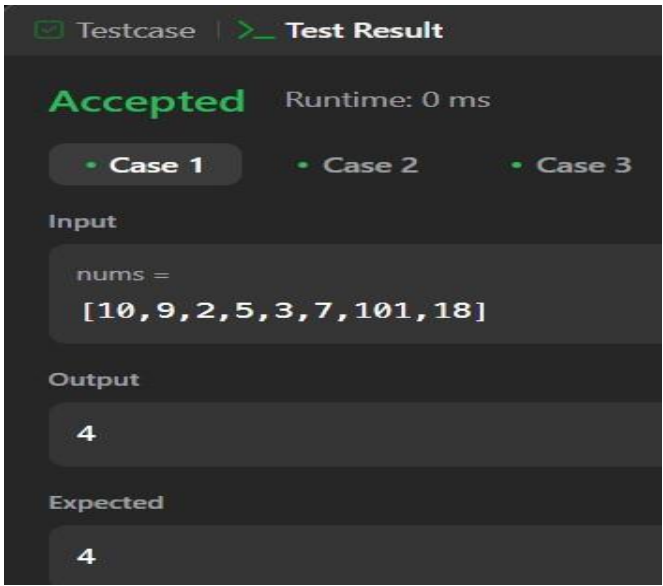 Testcase | >_ Test Result
Accepted Runtime: 0 ms
• Case 1 • Case 2 • Case 3
Input
nums =
[10,9,2,5,3,7,101,18]
Output
4
Expected
4